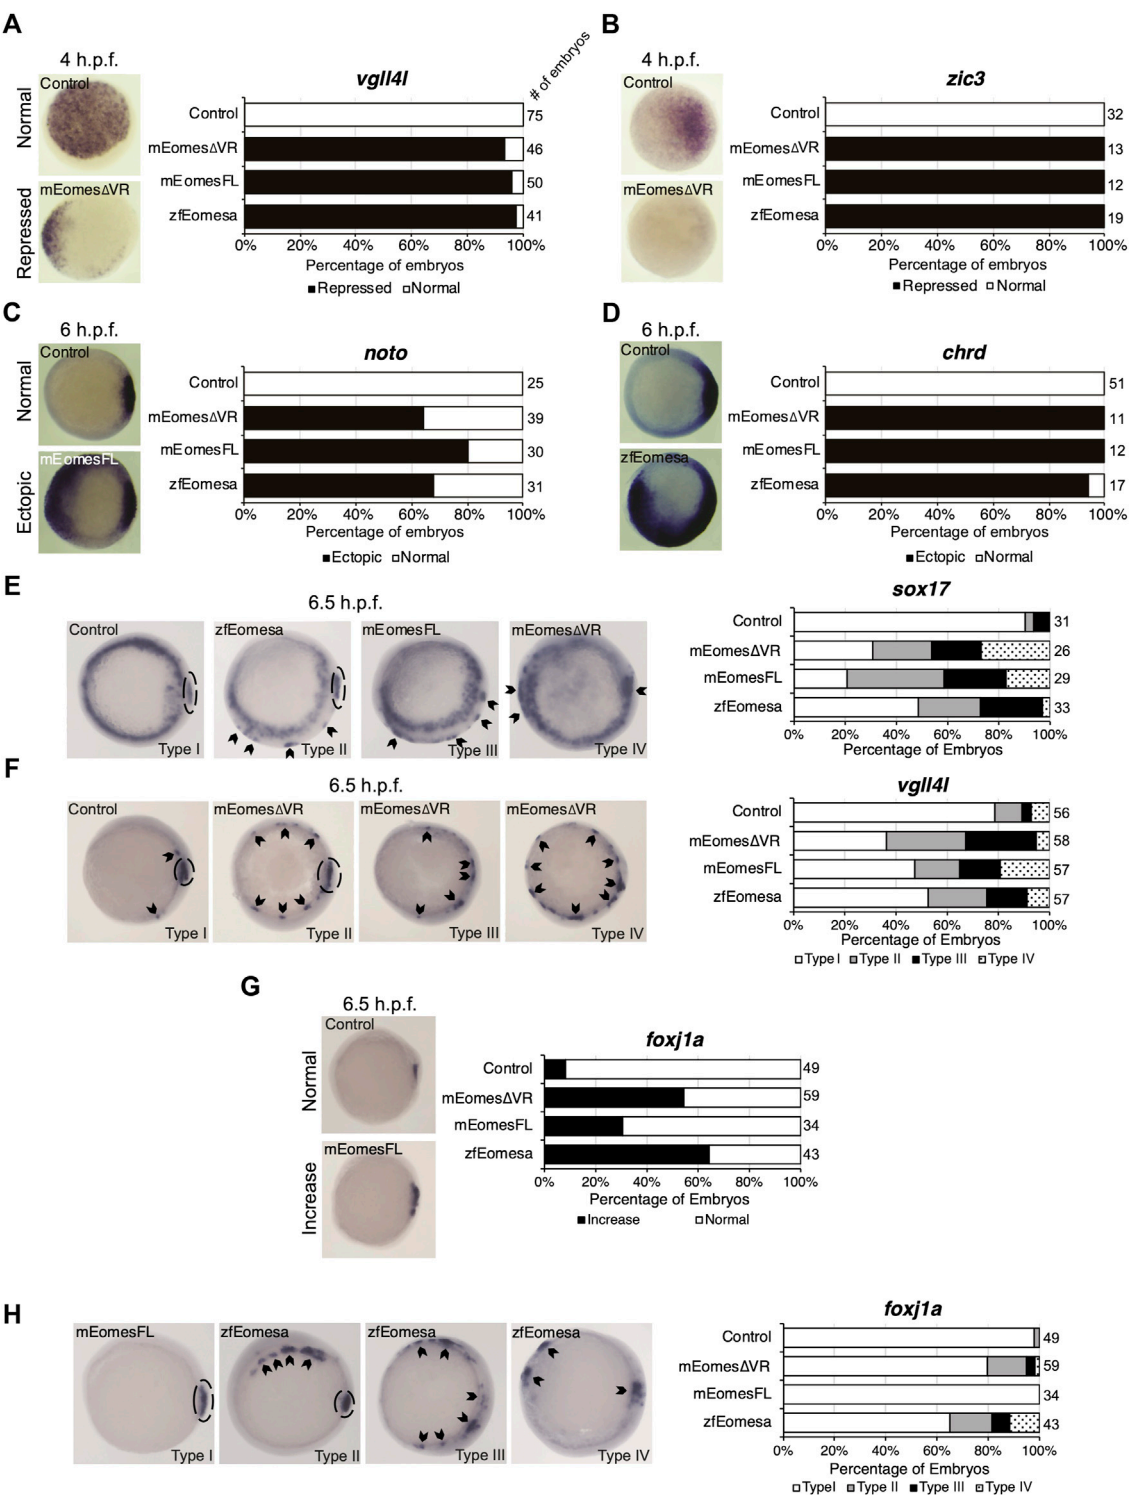 A
4 h.p.f.
Normal
Control
Repressed
mEomesΔVR
vgll4l
# of embryos
Control 75
mEomesΔVR 46
mEomesFL 50
zfEomesa 41
0% 20% 40% 60% 80% 100%
Percentage of embryos
Repressed Normal
B
4 h.p.f.
Control
mEomesΔVR
zic3
Control 32
mEomesΔVR 13
mEomesFL 12
zfEomesa 19
0% 20% 40% 60% 80% 100%
Percentage of embryos
Repressed Normal
C
6 h.p.f.
Normal
Control
Ectopic
mEomesFL
noto
Control 25
mEomesΔVR 39
mEomesFL 30
zfEomesa 31
0% 20% 40% 60% 80% 100%
Percentage of embryos
Ectopic Normal
D
6 h.p.f.
Control
zfEomesa
chrd
Control 51
mEomesΔVR 11
mEomesFL 12
zfEomesa 17
0% 20% 40% 60% 80% 100%
Percentage of embryos
Ectopic Normal
E
6.5 h.p.f.
Control zfEomesa mEomesFL mEomesΔVR
Type I Type II Type III Type IV
sox17
Control 31
mEomesΔVR 26
mEomesFL 29
zfEomesa 33
0% 20% 40% 60% 80% 100%
Percentage of Embryos
F
6.5 h.p.f.
Control mEomesΔVR mEomesΔVR mEomesΔVR
Type I Type II Type III Type IV
vgll4l
Control 56
mEomesΔVR 58
mEomesFL 57
zfEomesa 57
0% 20% 40% 60% 80% 100%
Percentage of Embryos
Type I Type II Type III Type IV
G
6.5 h.p.f.
Normal
Control
Increase
mEomesFL
foxj1a
Control 49
mEomesΔVR 59
mEomesFL 34
zfEomesa 43
0% 20% 40% 60% 80% 100%
Percentage of Embryos
Increase Normal
H
mEomesFL zfEomesa zfEomesa zfEomesa
Type I Type II Type III Type IV
foxj1a
Control 49
mEomesΔVR 59
mEomesFL 34
zfEomesa 43
0% 20% 40% 60% 80% 100%
Percentage of Embryos
TypeI Type II Type III Type IV